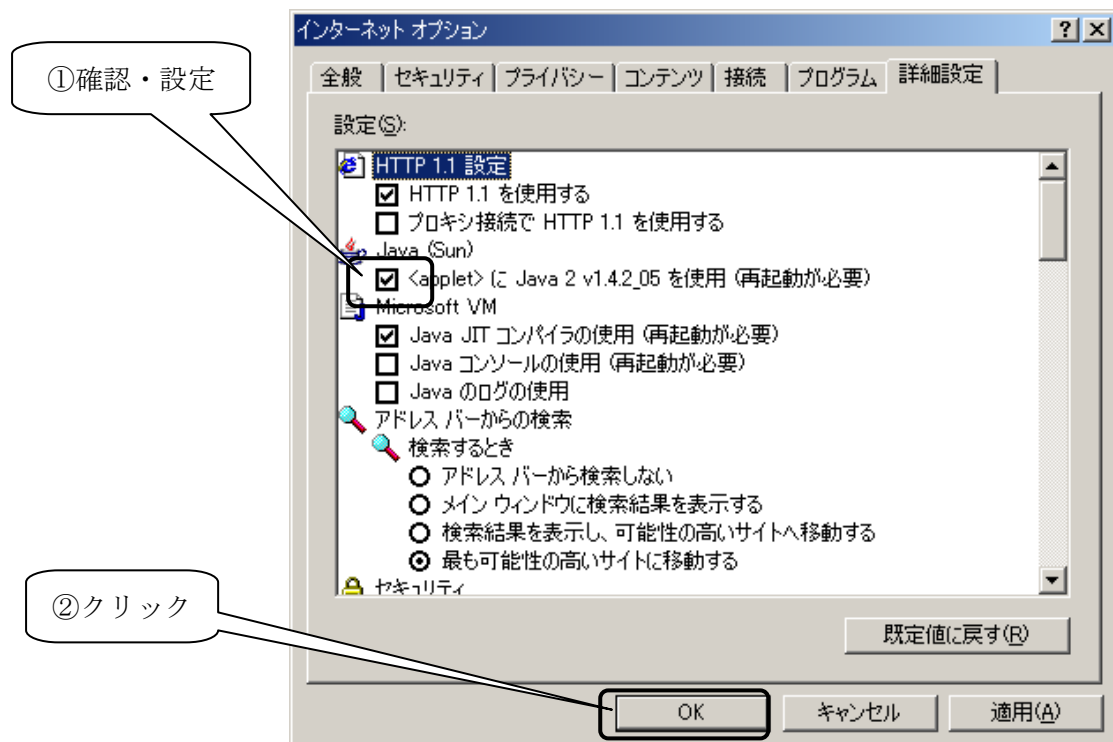 インターネット オプション
①確認・設定
全般 セキュリティ プライバシー コンテンツ 接続 プログラム 詳細設定
設定(S):
HTTP 1.1 設定
HTTP 1.1 を使用する
プロキシ接続で HTTP 1.1 を使用する
Java (Sun)
<applet> に Java 2 v1.4.2_05 を使用 (再起動が必要)
Microsoft VM
Java JIT コンパイラの使用 (再起動が必要)
Java コンソールの使用 (再起動が必要)
Java のログの使用
アドレス バーからの検索
検索するとき
アドレス バーから検索しない
メイン ウィンドウに検索結果を表示する
検索結果を表示し、可能性の高いサイトへ移動する
最も可能性の高いサイトに移動する
セキュリティ
②クリック
既定値に戻す(R)
OK キャンセル 適用(A)